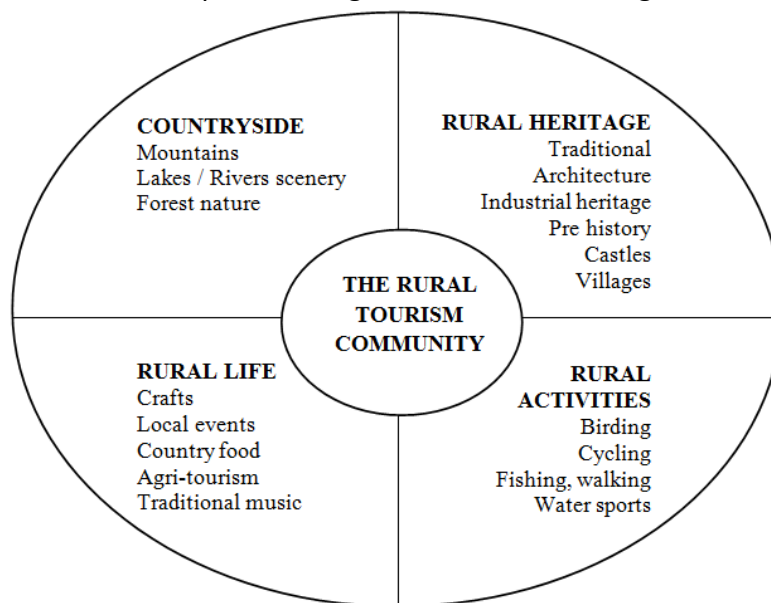 COUNTRYSIDE
Mountains
Lakes / Rivers scenery
Forest nature
RURAL HERITAGE
Traditional
Architecture
Industrial heritage
Pre history
Castles
Villages
THE RURAL
TOURISM
COMMUNITY
RURAL LIFE
Crafts
Local events
Country food
Agri-tourism
Traditional music
RURAL
ACTIVITIES
Birding
Cycling
Fishing, walking
Water sports